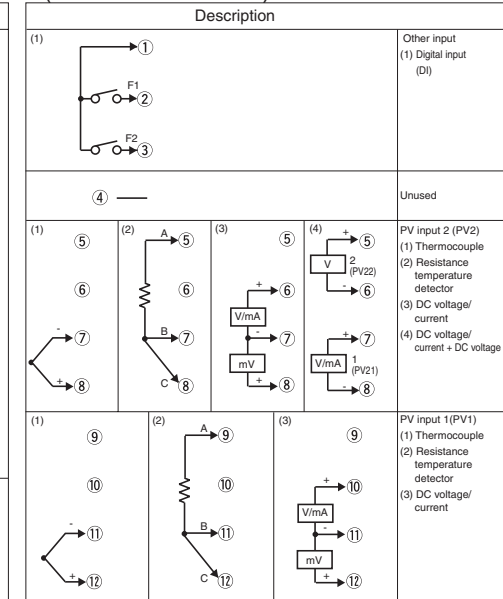 Description
(1)
①
F1
②
F2
③
Other input
(1) Digital input
(DI)
④
Unused
(1)
⑤
⑥
- ⑦
+ ⑧
(2)
A ⑤
⑥
B ⑦
C ⑧
(3)
⑤
+ ⑥
V/mA
- ⑦
mV
+ ⑧
(4)
+ ⑤
V 2
(PV22)
- ⑥
+ ⑦
V/mA 1
(PV21)
- ⑧
PV input 2 (PV2)
(1) Thermocouple
(2) Resistance
temperature
detector
(3) DC voltage/
current
(4) DC voltage/
current + DC voltage
(1)
⑨
⑩
- ⑪
+ ⑫
(2)
A ⑨
⑩
B ⑪
C ⑫
(3)
⑨
+ ⑩
V/mA
- ⑪
mV
+ ⑫
PV input 1(PV1)
(1) Thermocouple
(2) Resistance
temperature
detector
(3) DC voltage/
current